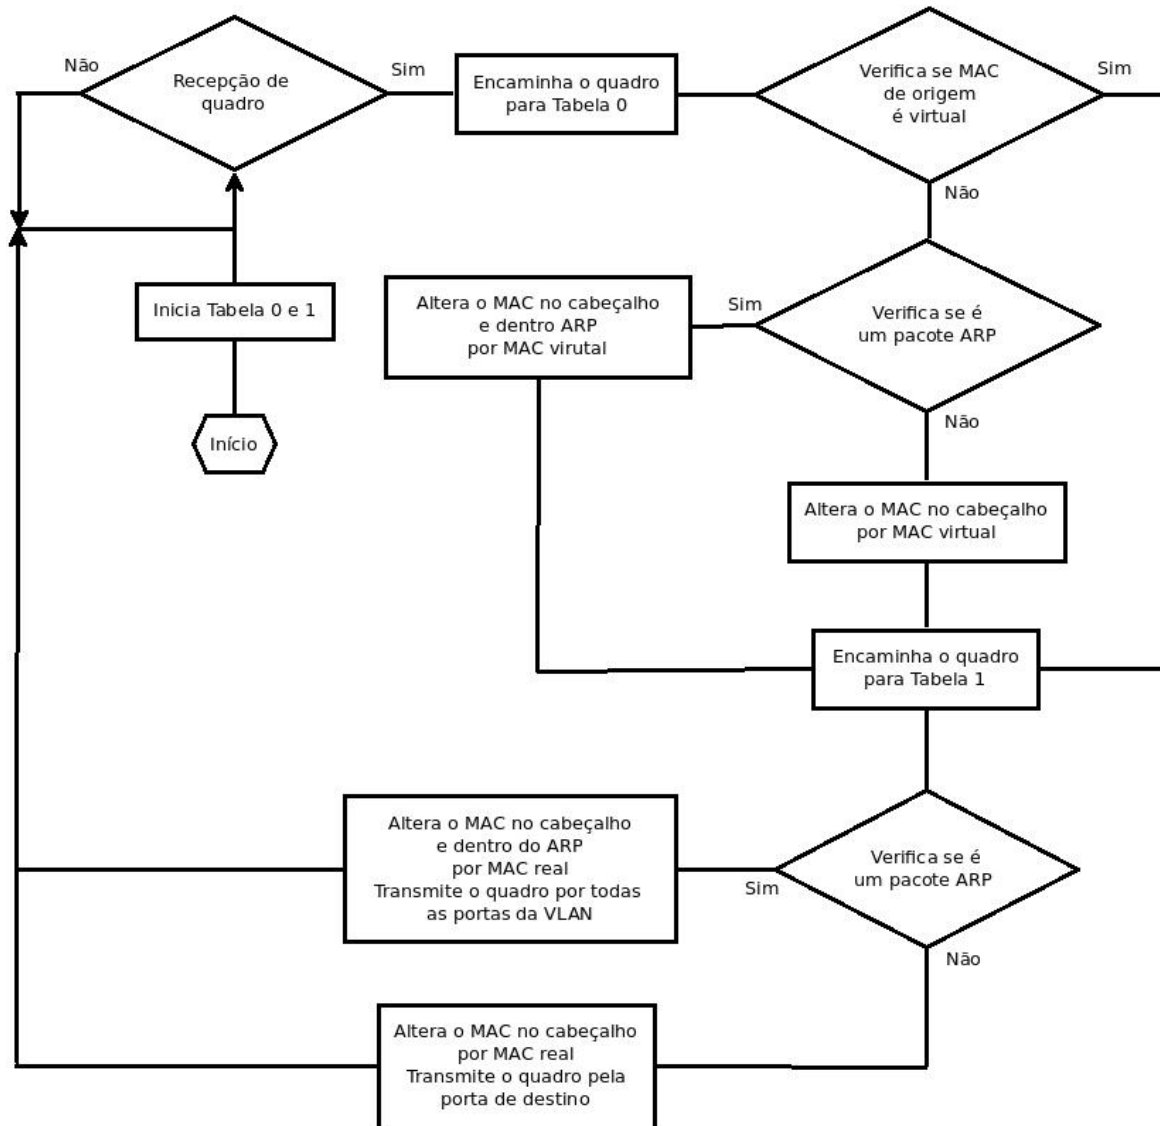 Não
Recepção de
quadro
Sim
Encaminha o quadro
para Tabela 0
Verifica se MAC
de origem
é virtual
Sim
Não
Inicia Tabela 0 e 1
Início
Altera o MAC no cabeçalho
e dentro ARP
por MAC virutal
Sim
Verifica se é
um pacote ARP
Não
Altera o MAC no cabeçalho
por MAC virtual
Encaminha o quadro
para Tabela 1
Altera o MAC no cabeçalho
e dentro do ARP
por MAC real
Transmite o quadro por todas
as portas da VLAN
Sim
Verifica se é
um pacote ARP
Não
Altera o MAC no cabeçalho
por MAC real
Transmite o quadro pela
porta de destino